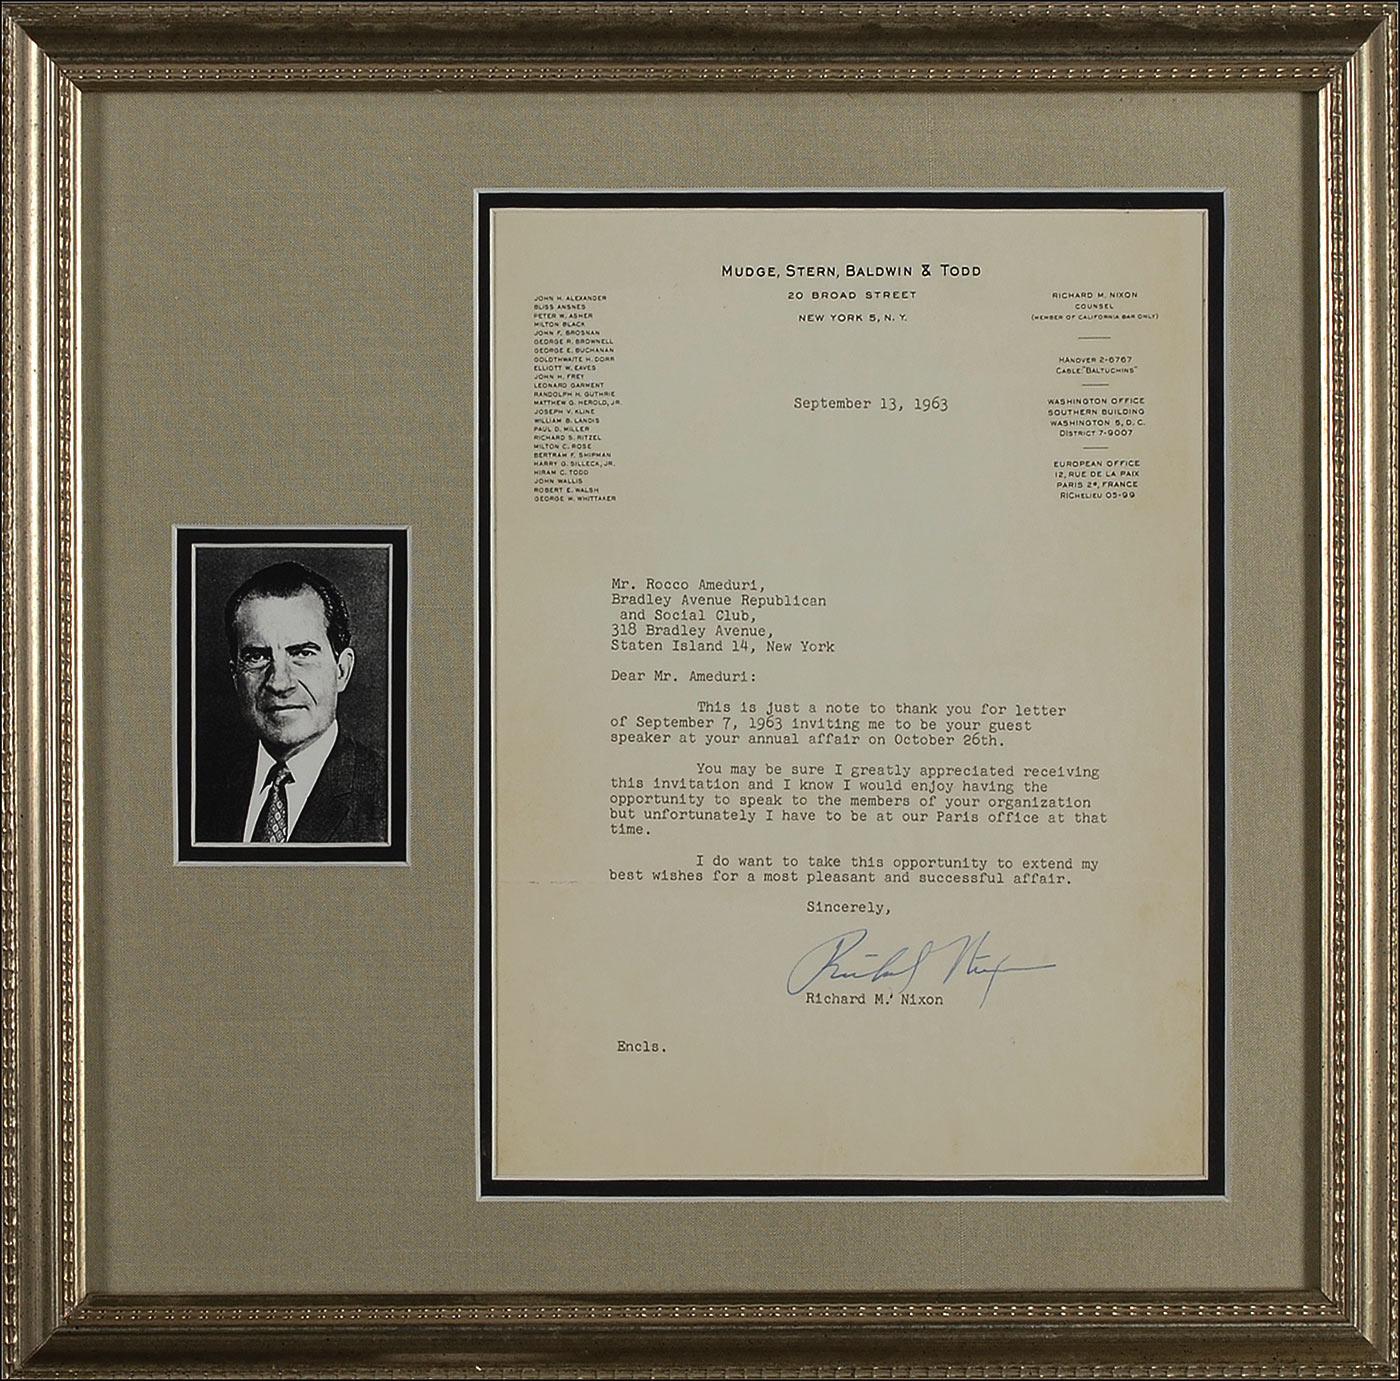 MUDGE, STERN, BALDWIN & TODD
20 BROAD STREET
NEW YORK 5, N.Y.
JOHN H. ALEXANDER
BLISS ANSNES
PETER W. ASHER
MILTON BLACK
JOHN F. BROSNAN
GEORGE R. BROWNELL
GEORGE E. BUCHANAN
GOLDTHWAITE H. DORR
ELLIOTT W. EAVES
JOHN H. FREY
LEONARD GARMENT
RANDOLPH H. GUTHRIE
MATTHEW G. HEROLD, JR.
JOSEPH V. KLINE
WILLIAM B. LANDIS
PAUL D. MILLER
RICHARD S. RITZEL
MILTON C. ROSE
BERTRAM F. SHIPMAN
HARRY G. SILLECK, JR.
HIRAM C. TODD
JOHN WALLIS
ROBERT E. WALSH
GEORGE W. WHITTAKER
RICHARD M. NIXON
COUNSEL
(MEMBER OF CALIFORNIA BAR ONLY)
HANOVER 2-6767
CABLE: "BALTUCHINS"
WASHINGTON OFFICE
SOUTHERN BUILDING
WASHINGTON 5, D.C.
DISTRICT 7-9007
EUROPEAN OFFICE
12, RUE DE LA PAIX
PARIS 2e, FRANCE
RICHELIEU 05-99
September 13, 1963
Mr. Rocco Ameduri,
Bradley Avenue Republican
and Social Club,
318 Bradley Avenue,
Staten Island 14, New York
Dear Mr. Ameduri:
This is just a note to thank you for letter
of September 7, 1963 inviting me to be your guest
speaker at your annual affair on October 26th.
You may be sure I greatly appreciated receiving
this invitation and I know I would enjoy having the
opportunity to speak to the members of your organization
but unfortunately I have to be at our Paris office at that
time.
I do want to take this opportunity to extend my
best wishes for a most pleasant and successful affair.
Sincerely,
Richard Nixon
Richard M. Nixon
Encls.